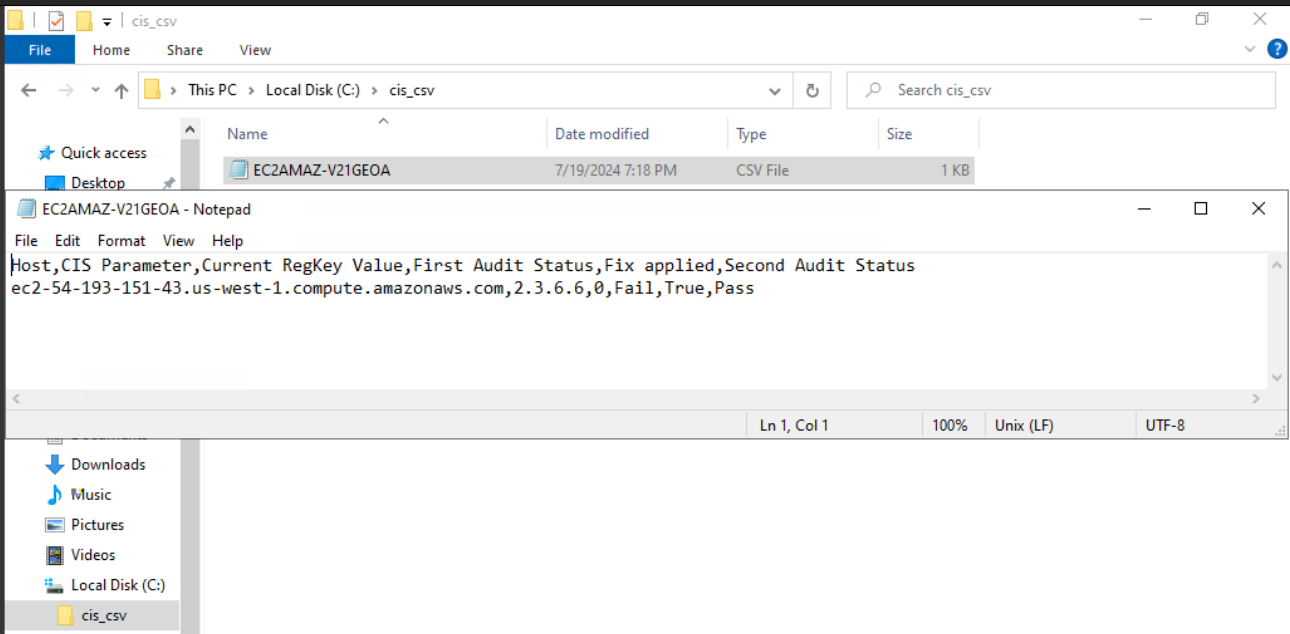 cis_csv
File Home Share View
This PC > Local Disk (C:) > cis_csv
Search cis_csv
Name Date modified Type Size
Quick access
EC2AMAZ-V21GEOA 7/19/2024 7:18 PM CSV File 1 KB
Desktop
EC2AMAZ-V21GEOA - Notepad
File Edit Format View Help
Host,CIS Parameter,Current RegKey Value,First Audit Status,Fix applied,Second Audit Status
ec2-54-193-151-43.us-west-1.compute.amazonaws.com,2.3.6.6,0,Fail,True,Pass
Ln 1, Col 1 100% Unix (LF) UTF-8
Downloads
Music
Pictures
Videos
Local Disk (C:)
cis_csv